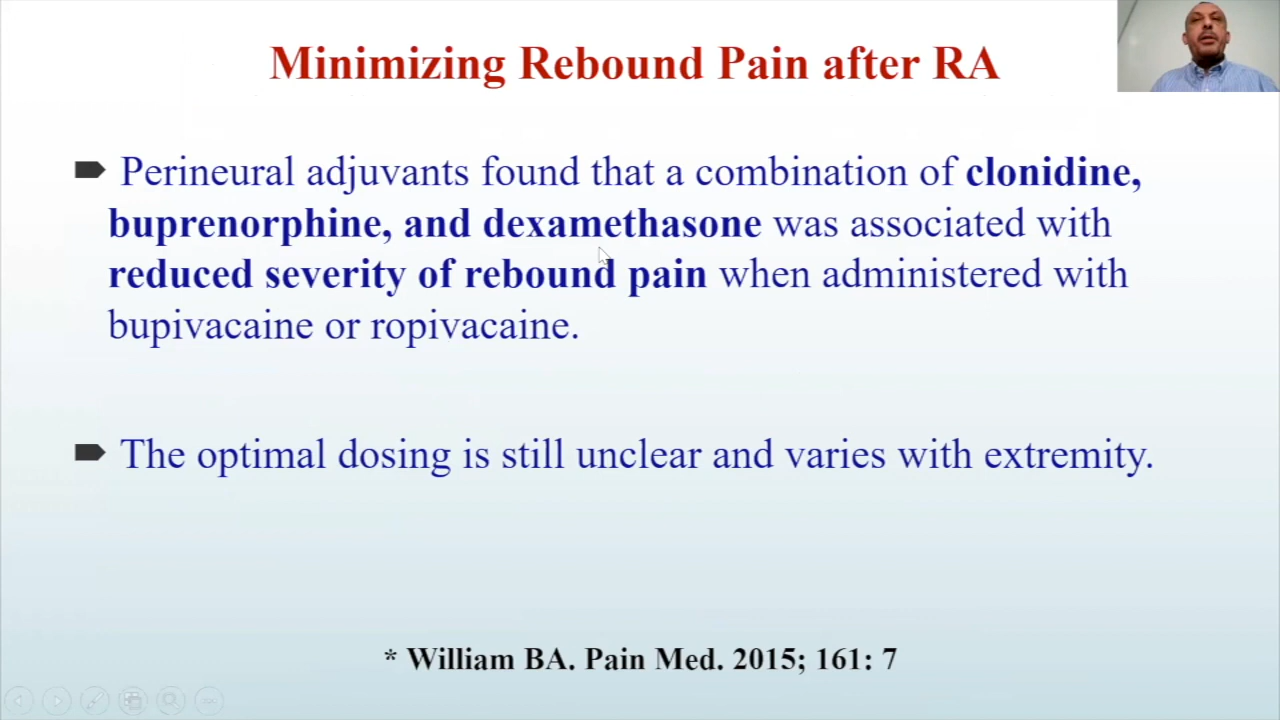 Minimizing Rebound Pain after RA
Perineural adjuvants found that a combination of clonidine,
buprenorphine, and dexamethasone was associated with
reduced severity of rebound pain when administered with
bupivacaine or ropivacaine.
The optimal dosing is still unclear and varies with extremity.
* William BA. Pain Med. 2015; 161: 7